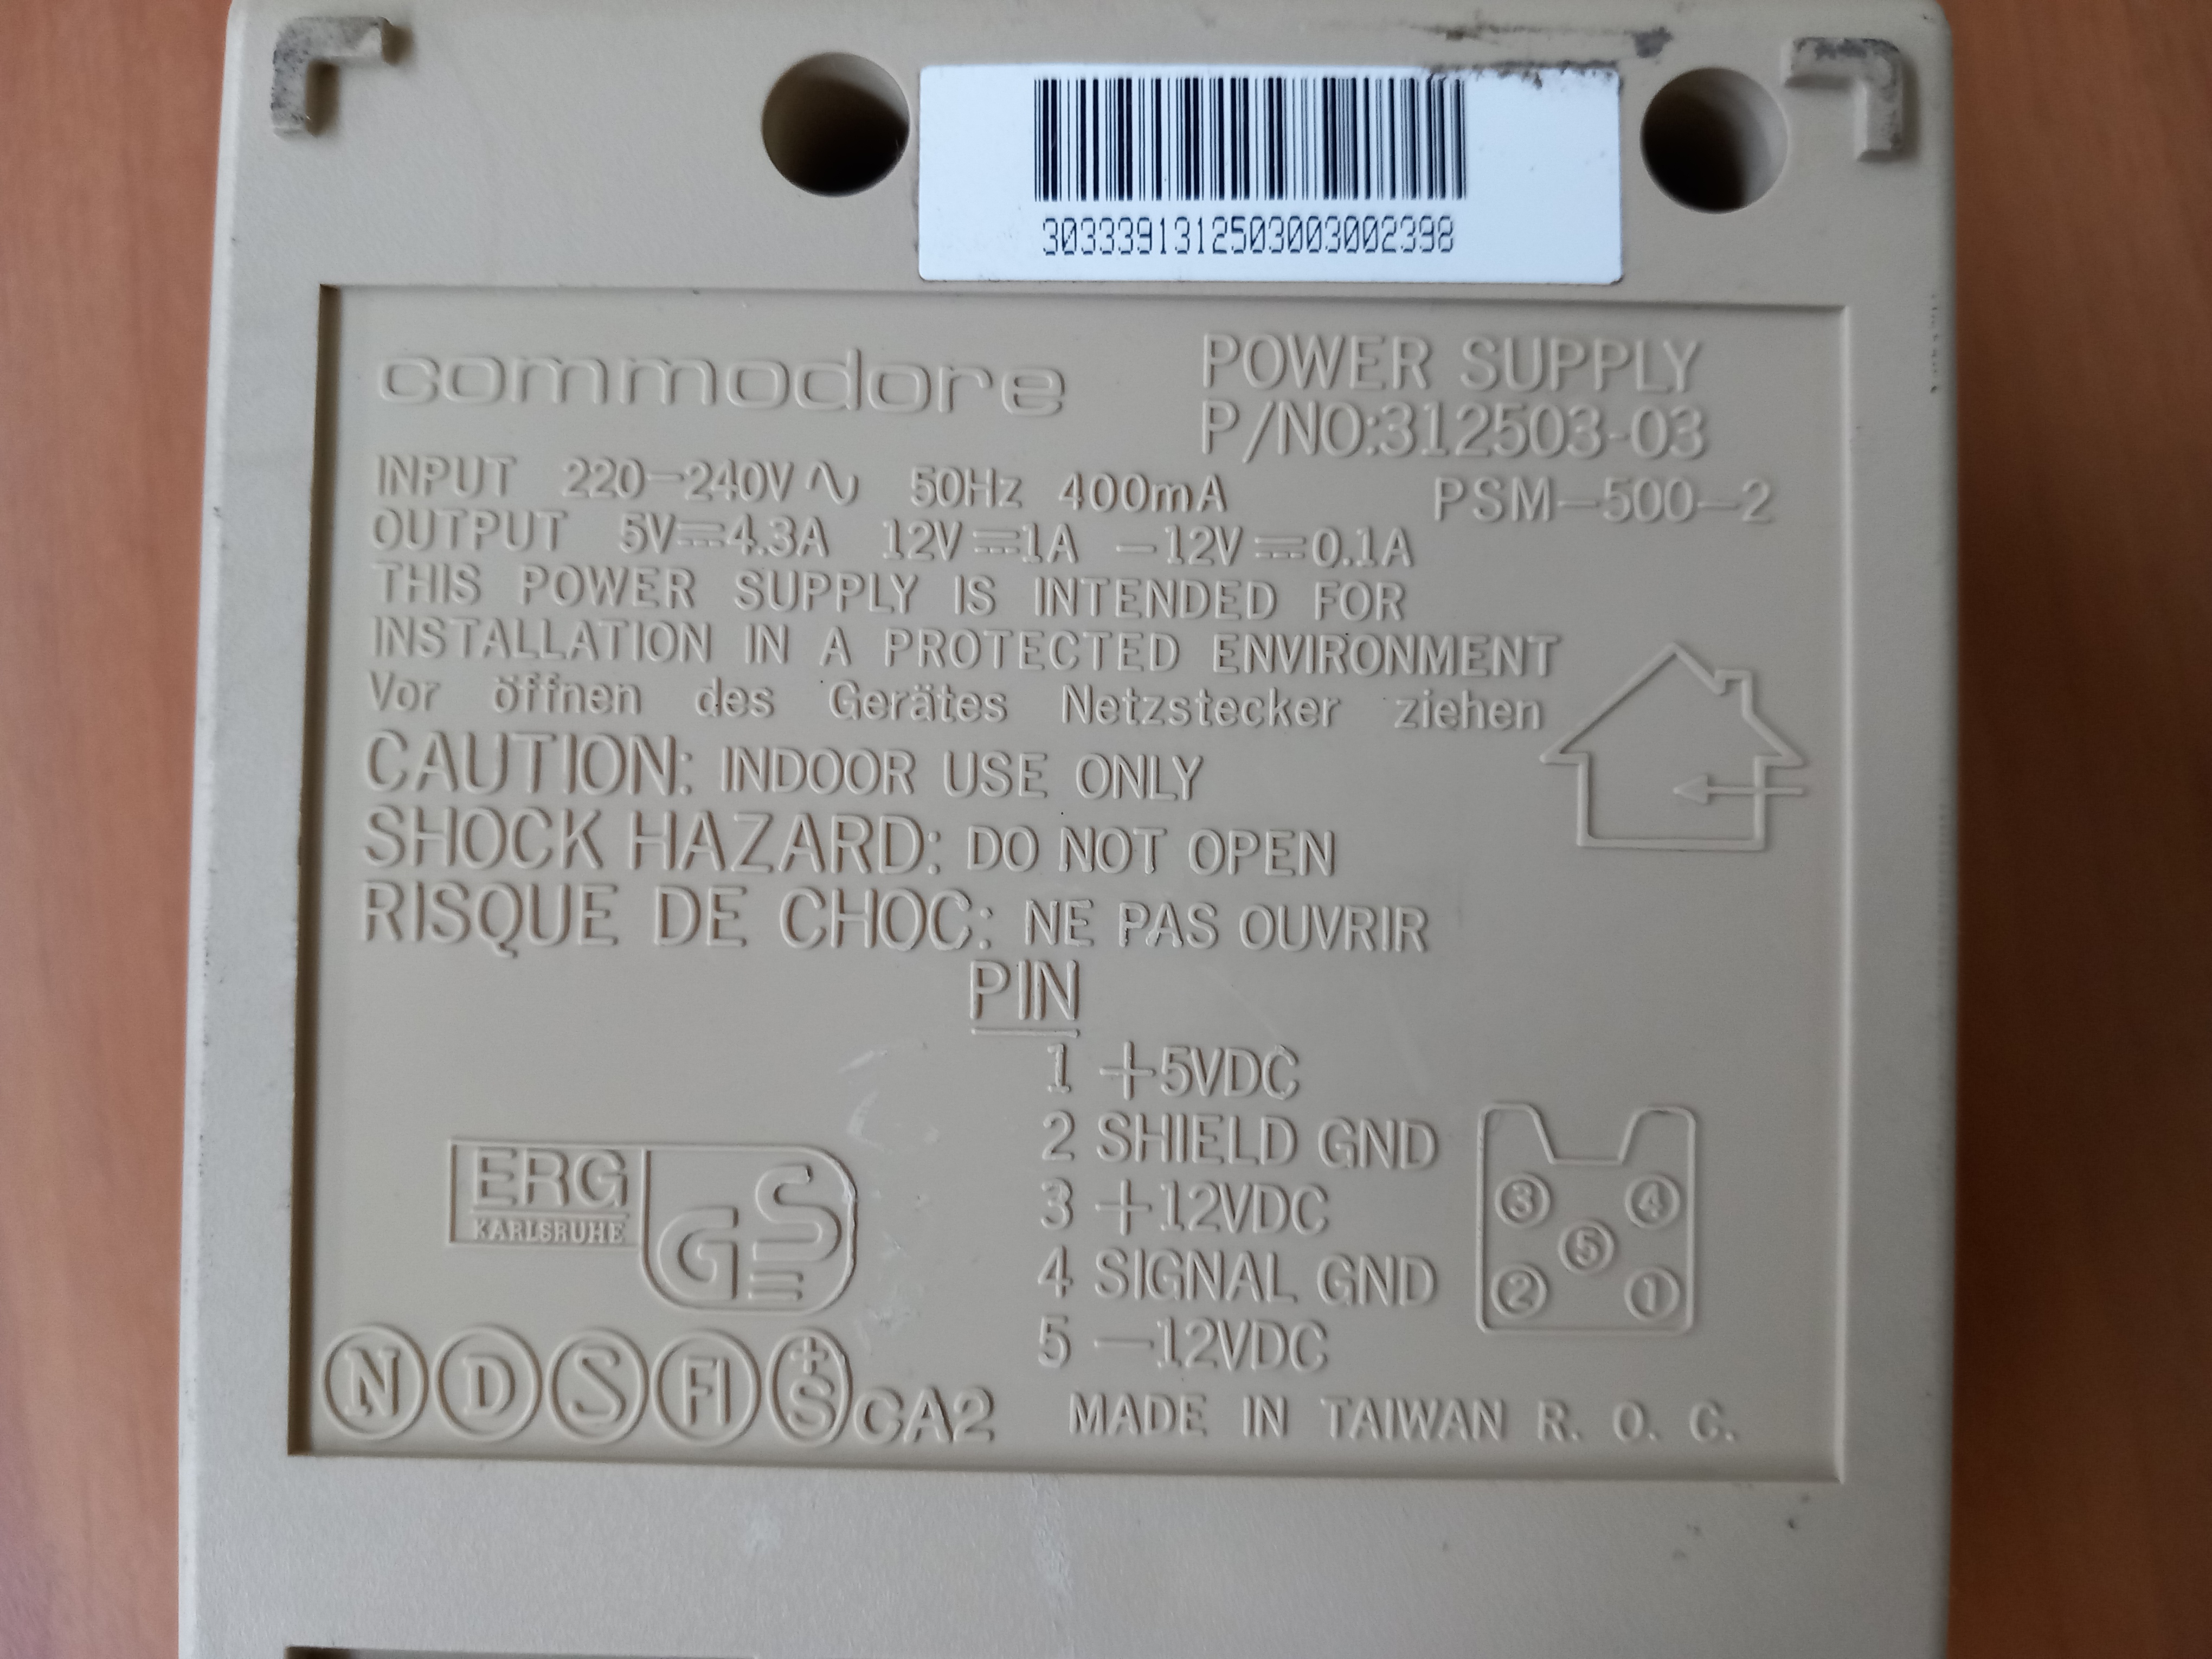 3033391312503003002398
commodore
POWER SUPPLY
P/NO:312503-03
INPUT 220-240V∿ 50Hz 400mA
PSM-500-2
OUTPUT 5V⎓4.3A 12V⎓1A -12V⎓0.1A
THIS POWER SUPPLY IS INTENDED FOR
INSTALLATION IN A PROTECTED ENVIRONMENT
Vor öffnen des Gerätes Netzstecker ziehen
CAUTION: INDOOR USE ONLY
SHOCK HAZARD: DO NOT OPEN
RISQUE DE CHOC: NE PAS OUVRIR
PIN
1 +5VDC
2 SHIELD GND
3 +12VDC
4 SIGNAL GND
5 -12VDC
3 4
5
2 1
ERG
KARLSRUHE
GS
N D S FI +S CA2
MADE IN TAIWAN R. O. C.